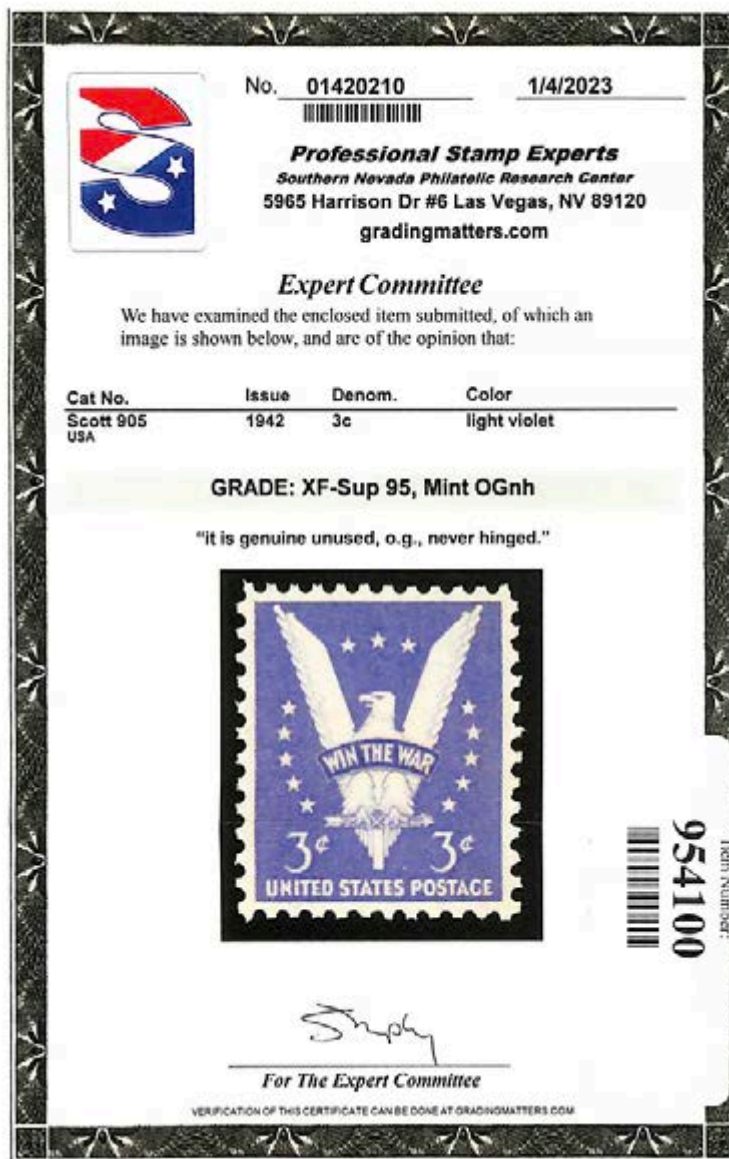 No. 01420210 1/4/2023
Professional Stamp Experts
Southern Nevada Philatelic Research Center
5965 Harrison Dr #6 Las Vegas, NV 89120
gradingmatters.com
Expert Committee
We have examined the enclosed item submitted, of which an
image is shown below, and are of the opinion that:
Cat No. Issue Denom. Color
Scott 905 1942 3c light violet
USA
GRADE: XF-Sup 95, Mint OGnh
"it is genuine unused, o.g., never hinged."
WIN THE WAR
3¢ 3¢
UNITED STATES POSTAGE
For The Expert Committee
VERIFICATION OF THIS CERTIFICATE CAN BE DONE AT GRADINGMATTERS.COM
Item Number:
954100